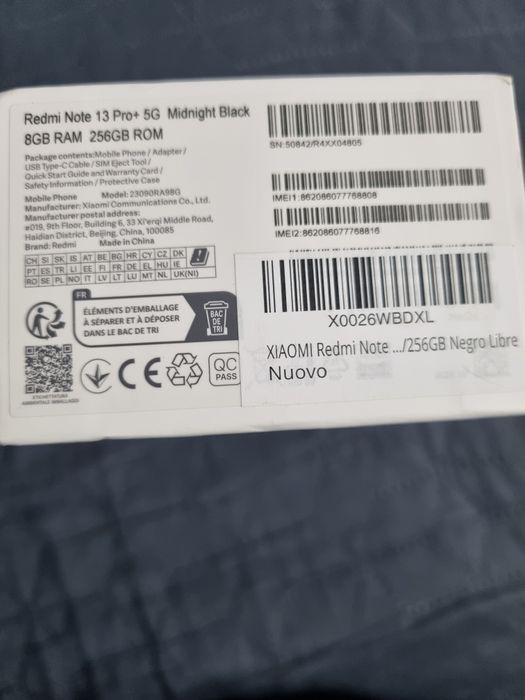 Redmi Note 13 Pro+ 5G Midnight Black
8GB RAM 256GB ROM
Package contents:Mobile Phone / Adapter/
USB Type-C Cable / SIM Eject Tool /
Quick Start Guide and Warranty Card /
Safety Information / Protective Case
Mobile Phone Model: 23090RA98G
Manufacturer: Xiaomi Communications Co., Ltd.
Manufacturer postal address:
#019, 9th Floor, Building 6, 33 Xi'erqi Middle Road,
Haidian District, Beijing, China, 100085
Brand: Redmi Made in China
CH SI SK IS AT BE BG HR CY CZ DK
PT ES TR LI EE FI FR DE EL HU IE
RO SE PL NO IT LV LT LU MT NL UK(NI)
FR
ÉLÉMENTS D'EMBALLAGE
À SÉPARER ET À DÉPOSER
DANS LE BAC DE TRI
BAC
DE
TRI
CE
QC
PASS
ETICHETTATURA
AMBIENTALE IMBALLAGGI
SN:50842/R4XX04805
IMEI1:862086077768808
IMEI2:862086077768816
X0026WBDXL
XIAOMI Redmi Note .../256GB Negro Libre
Nuovo